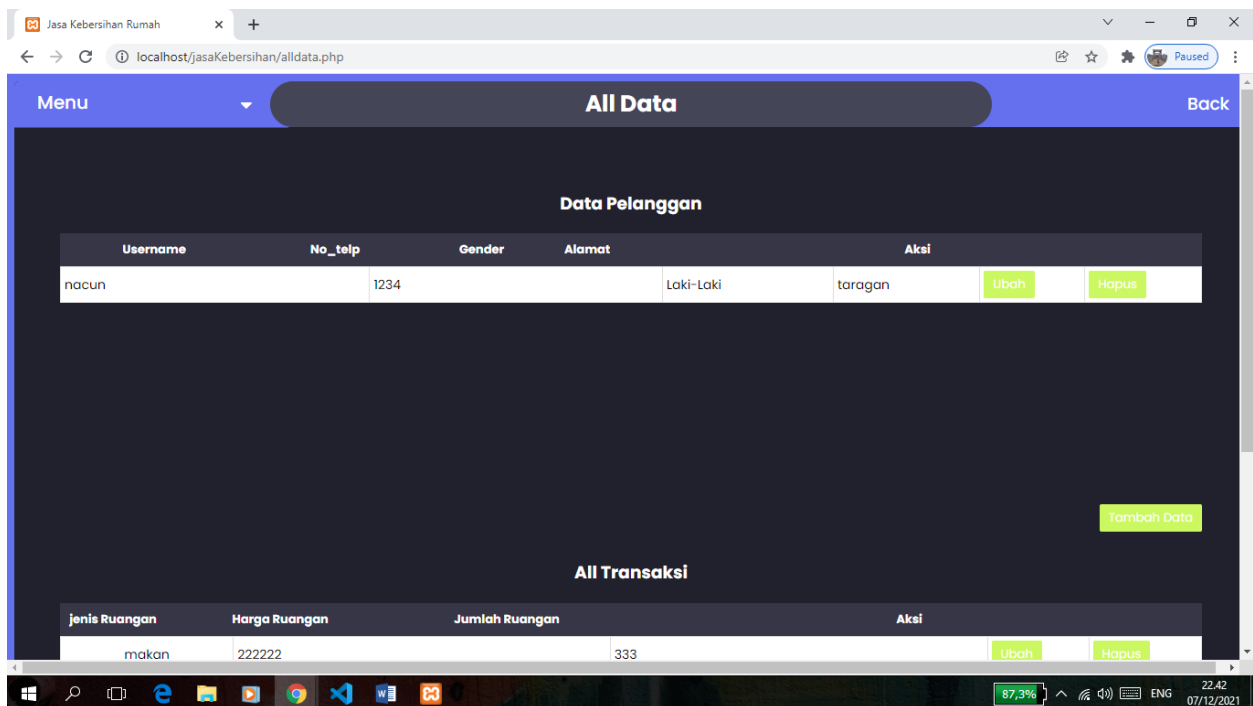 Jasa Kebersihan Rumah
localhost/jasaKebersihan/alldata.php
Paused
Menu All Data Back
Data Pelanggan
Username No_telp Gender Alamat Aksi
nacun 1234 Laki-Laki taragan Ubah Hapus
Tambah Data
All Transaksi
jenis Ruangan Harga Ruangan Jumlah Ruangan Aksi
makan 222222 333 Ubah Hapus
87,3% ENG 22.42
07/12/2021